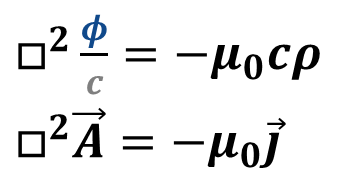 □² ϕ/c = −μ₀cρ
□²A⃗ = −μ₀j⃗